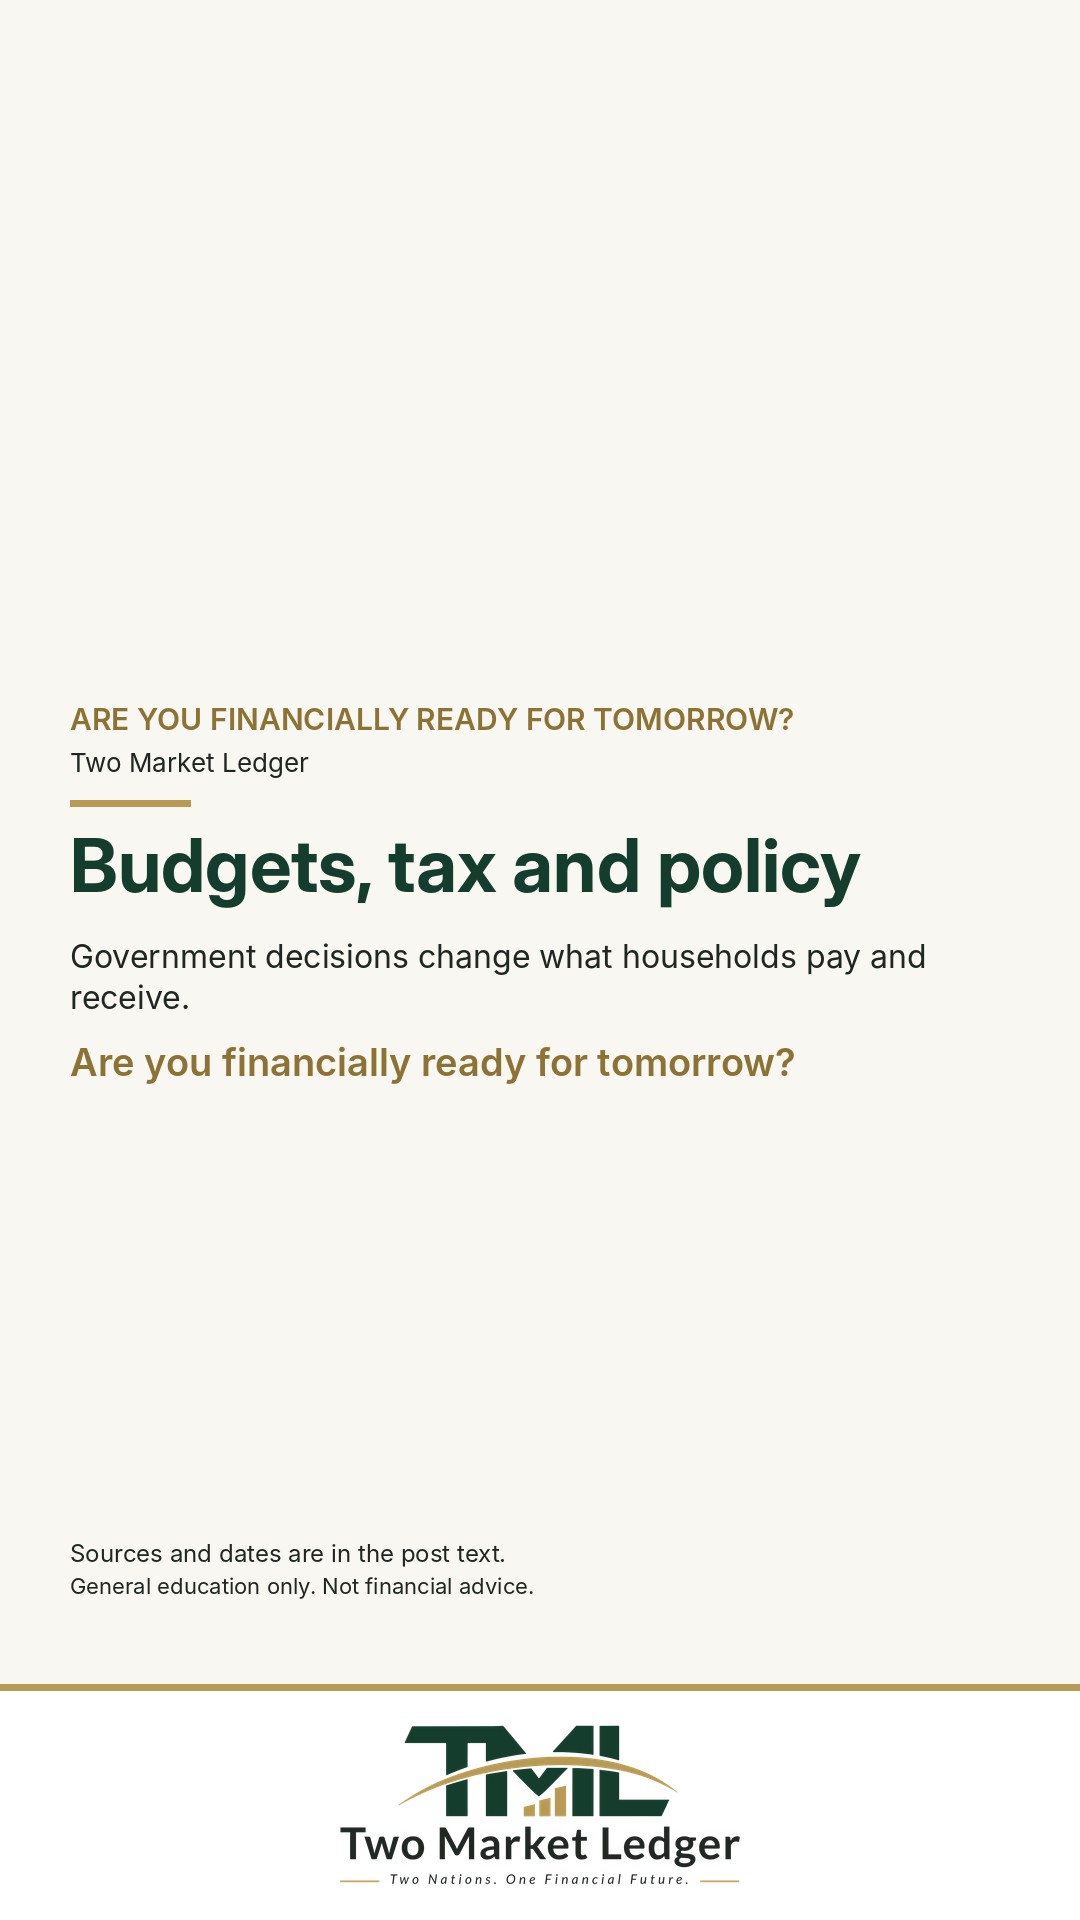 ARE YOU FINANCIALLY READY FOR TOMORROW?
Two Market Ledger
Budgets, tax and policy
Government decisions change what households pay and
receive.
Are you financially ready for tomorrow?
Sources and dates are in the post text.
General education only. Not financial advice.
TML
Two Market Ledger
Two Nations. One Financial Future.